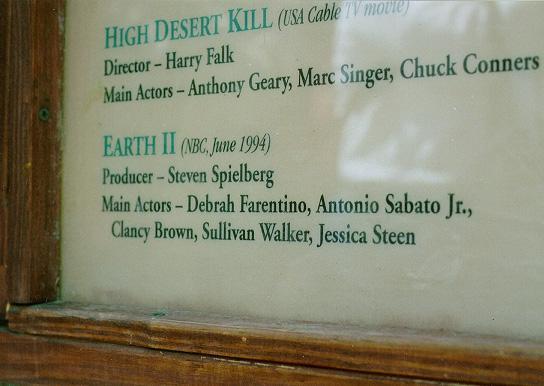 HIGH DESERT KILL (USA Cable TV movie)
Director – Harry Falk
Main Actors – Anthony Geary, Marc Singer, Chuck Conners
EARTH II (NBC, June 1994)
Producer – Steven Spielberg
Main Actors – Debrah Farentino, Antonio Sabato Jr.,
Clancy Brown, Sullivan Walker, Jessica Steen